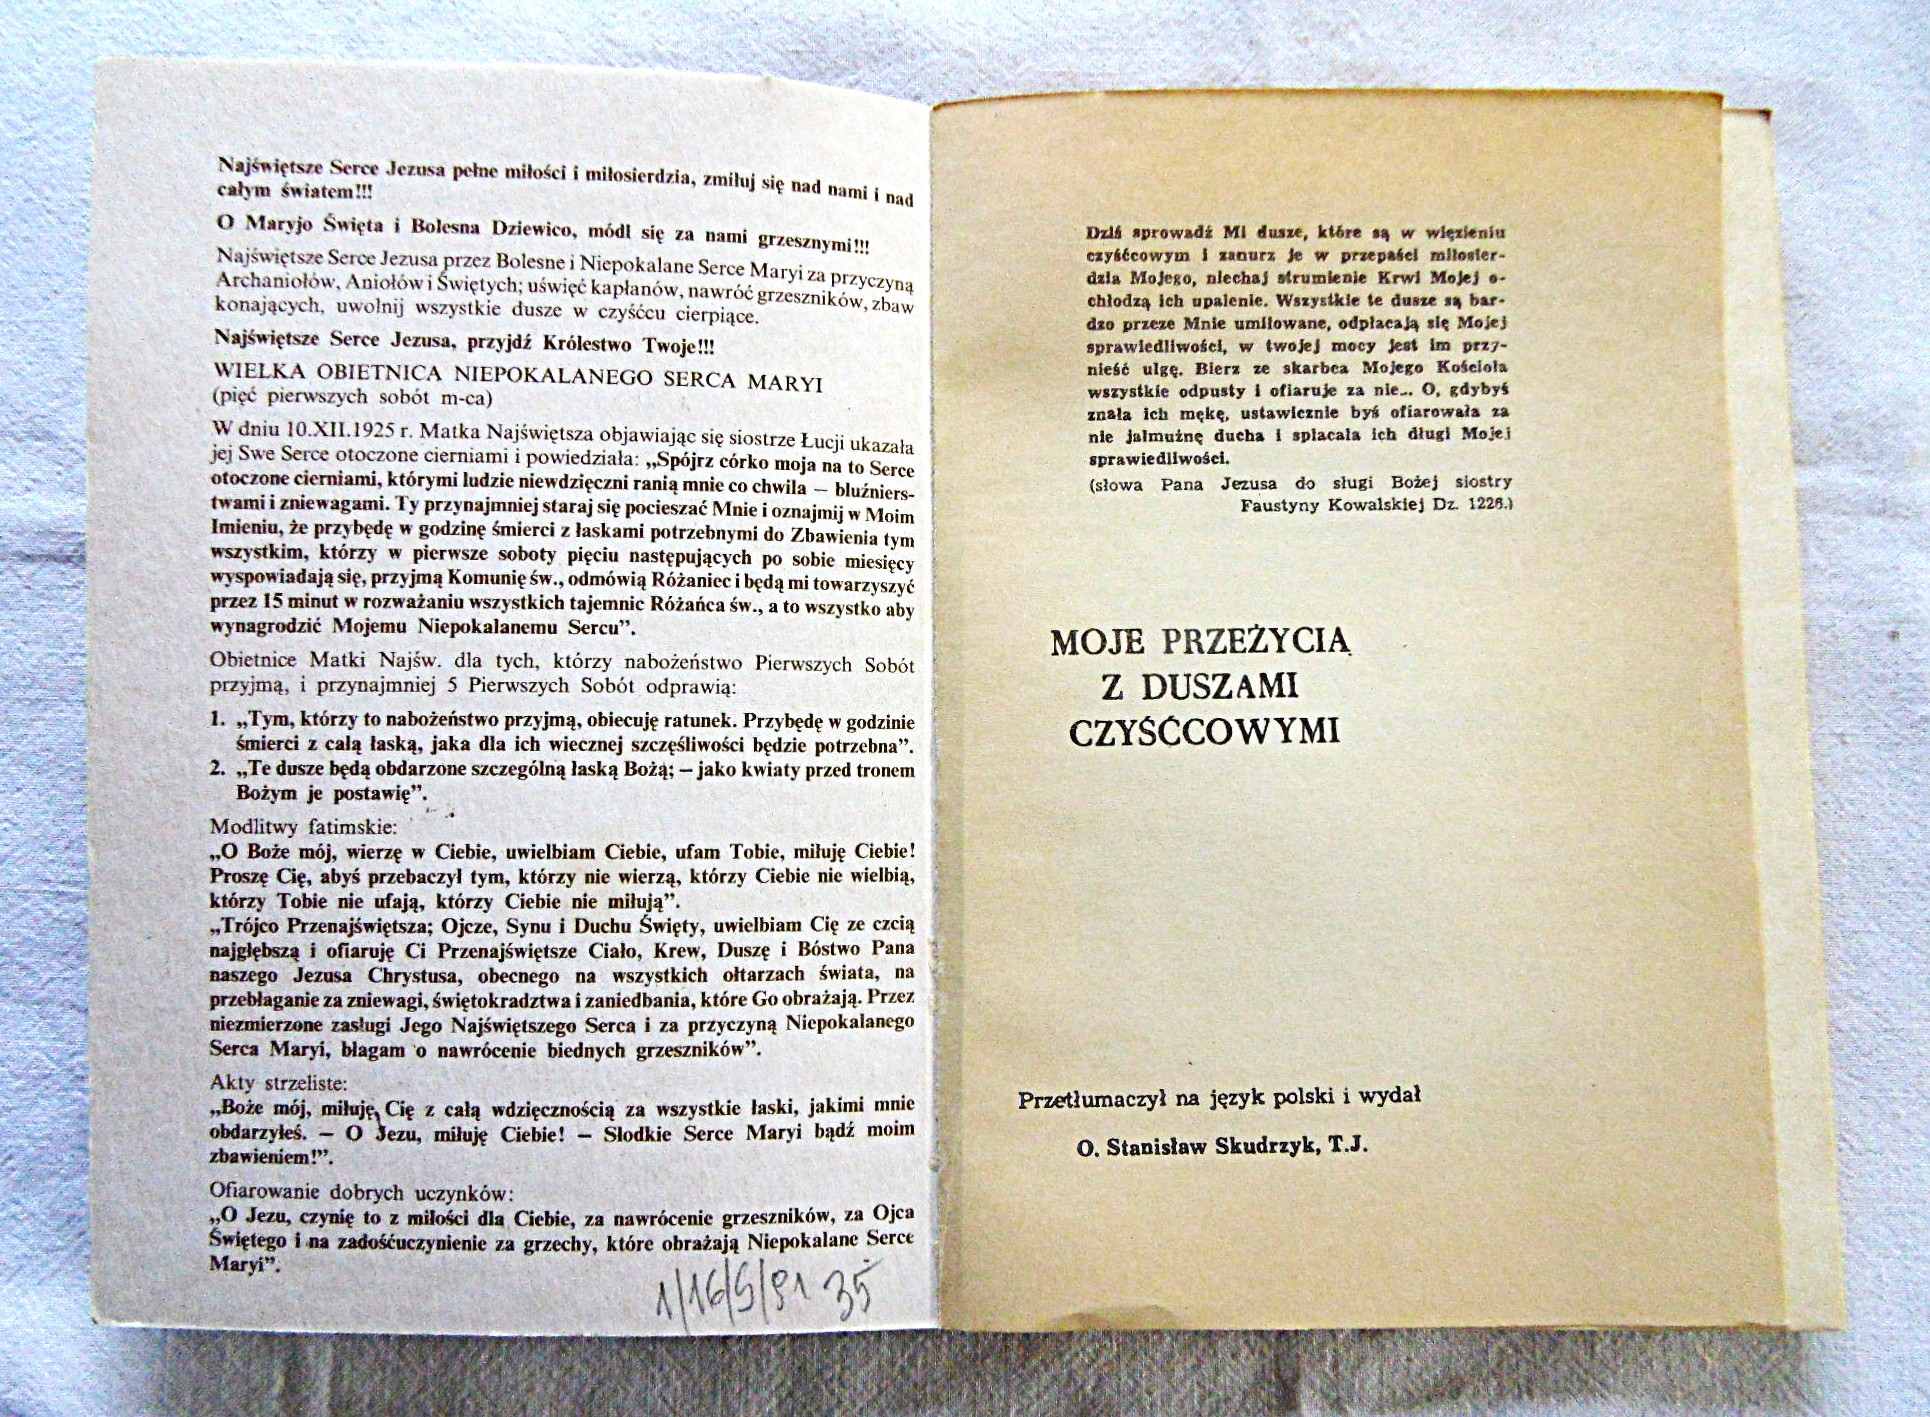 Najświętsze Serce Jezusa pełne miłości i miłosierdzia, zmiłuj się nad nami i nad
całym światem!!!
O Maryjo Święta i Bolesna Dziewico, módl się za nami grzesznymi!!!
Najświętsze Serce Jezusa przez Bolesne i Niepokalane Serce Maryi za przyczyną
Archaniołów, Aniołów i Świętych; uświęć kapłanów, nawróć grzeszników, zbaw
konających, uwolnij wszystkie dusze w czyśćcu cierpiące.
Najświętsze Serce Jezusa, przyjdź Królestwo Twoje!!!
WIELKA OBIETNICA NIEPOKALANEGO SERCA MARYI
(pięć pierwszych sobót m-ca)
W dniu 10.XII.1925 r. Matka Najświętsza objawiając się siostrze Łucji ukazała
jej Swe Serce otoczone cierniami i powiedziała: „Spójrz córko moja na to Serce
otoczone cierniami, którymi ludzie niewdzięczni ranią mnie co chwila — bluźniers-
twami i zniewagami. Ty przynajmniej staraj się pocieszać Mnie i oznajmij w Moim
Imieniu, że przybędę w godzinę śmierci z łaskami potrzebnymi do Zbawienia tym
wszystkim, którzy w pierwsze soboty pięciu następujących po sobie miesięcy
wyspowiadają się, przyjmą Komunię św., odmówią Różaniec i będą mi towarzyszyć
przez 15 minut w rozważaniu wszystkich tajemnic Różańca św., a to wszystko aby
wynagrodzić Mojemu Niepokalanemu Sercu”.
Obietnice Matki Najśw. dla tych, którzy nabożeństwo Pierwszych Sobót
przyjmą, i przynajmniej 5 Pierwszych Sobót odprawią:
1. „Tym, którzy to nabożeństwo przyjmą, obiecuję ratunek. Przybędę w godzinie
śmierci z całą łaską, jaka dla ich wiecznej szczęśliwości będzie potrzebna”.
2. „Te dusze będą obdarzone szczególną łaską Bożą; — jako kwiaty przed tronem
Bożym je postawię”.
Modlitwy fatimskie:
„O Boże mój, wierzę w Ciebie, uwielbiam Ciebie, ufam Tobie, miłuję Ciebie!
Proszę Cię, abyś przebaczył tym, którzy nie wierzą, którzy Ciebie nie wielbią,
którzy Tobie nie ufają, którzy Ciebie nie miłują”.
„Trójco Przenajświętsza; Ojcze, Synu i Duchu Święty, uwielbiam Cię ze czcią
najgłębszą i ofiaruję Ci Przenajświętsze Ciało, Krew, Duszę i Bóstwo Pana
naszego Jezusa Chrystusa, obecnego na wszystkich ołtarzach świata, na
przebłaganie za zniewagi, świętokradztwa i zaniedbania, które Go obrażają. Przez
niezmierzone zasługi Jego Najświętszego Serca i za przyczyną Niepokalanego
Serca Maryi, błagam o nawrócenie biednych grzeszników”.
Akty strzeliste:
„Boże mój, miłuję Cię z całą wdzięcznością za wszystkie łaski, jakimi mnie
obdarzyłeś. — O Jezu, miłuję Ciebie! — Słodkie Serce Maryi bądź moim
zbawieniem!”.
Ofiarowanie dobrych uczynków:
„O Jezu, czynię to z miłości dla Ciebie, za nawrócenie grzeszników, za Ojca
Świętego i na zadośćuczynienie za grzechy, które obrażają Niepokalane Serce
Maryi”.
1/16/5/91 35
Dziś sprowadź Mi dusze, które są w więzieniu
czyśćcowym i zanurz je w przepaści miłosier-
dzia Mojego, niechaj strumienie Krwi Mojej o-
chłodzą ich upalenie. Wszystkie te dusze są bar-
dzo przeze Mnie umiłowane, odpłacają się Mojej
sprawiedliwości, w twojej mocy jest im przy-
nieść ulgę. Bierz ze skarbca Mojego Kościoła
wszystkie odpusty i ofiaruje za nie... O, gdybyś
znała ich mękę, ustawicznie byś ofiarowała za
nie jałmużnę ducha i spłacała ich długi Mojej
sprawiedliwości.
(słowa Pana Jezusa do sługi Bożej siostry
Faustyny Kowalskiej Dz. 1226.)
MOJE PRZEŻYCIA
Z DUSZAMI
CZYŚĆCOWYMI
Przetłumaczył na język polski i wydał
O. Stanisław Skudrzyk, T.J.